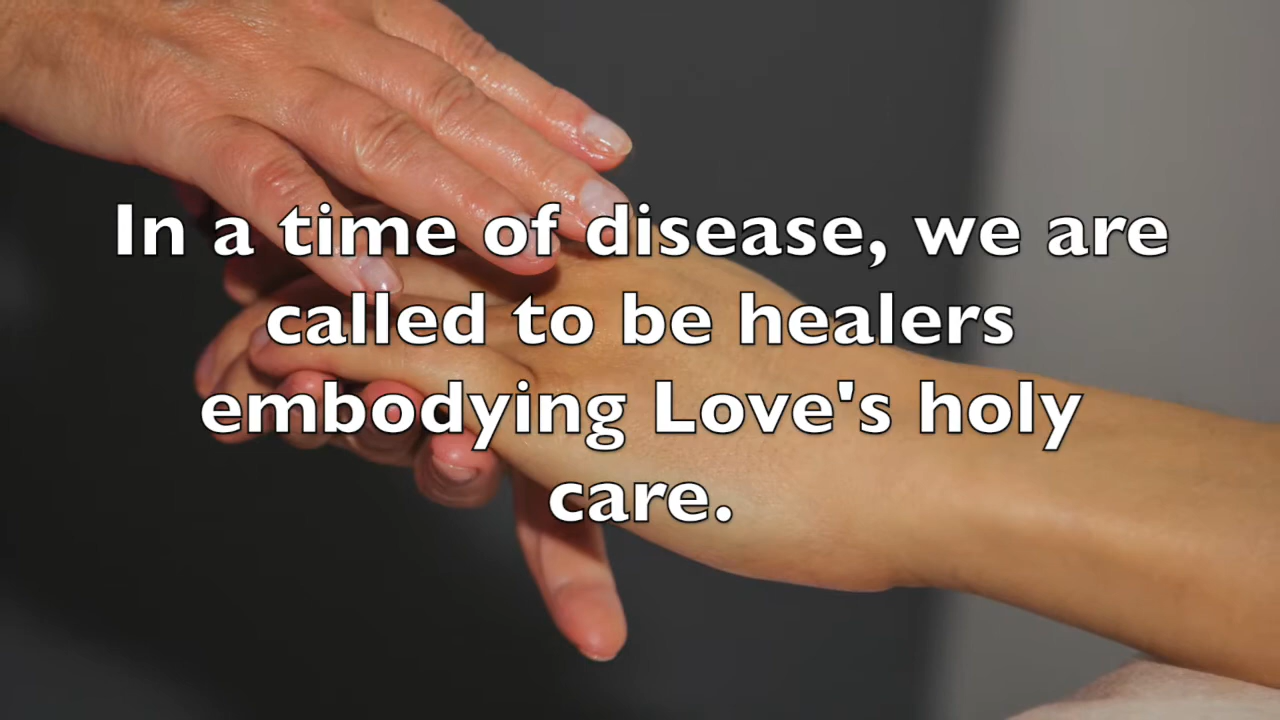 In a time of disease, we are
called to be healers
embodying Love's holy
care.